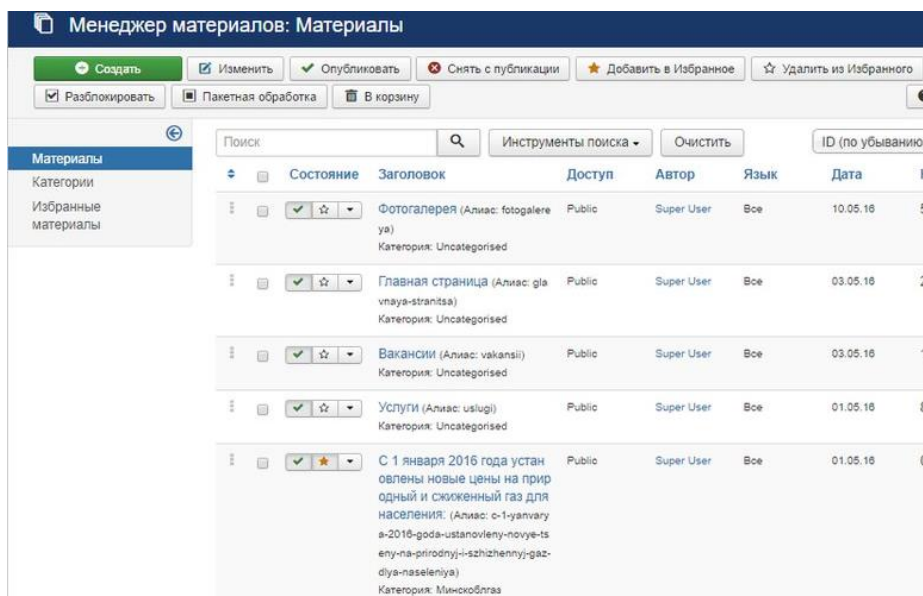 Менеджер материалов: Материалы
Создать Изменить Опубликовать Снять с публикации Добавить в Избранное Удалить из Избранного
Разблокировать Пакетная обработка В корзину
Поиск Инструменты поиска Очистить ID (по убыванию
Материалы
Категории
Избранные
материалы
Состояние Заголовок Доступ Автор Язык Дата
Фотогалерея (Алиас: fotogalere Public Super User Все 10.05.16
ya)
Категория: Uncategorised
Главная страница (Алиас: gla Public Super User Все 03.05.16
vnaya-stranitsa)
Категория: Uncategorised
Вакансии (Алиас: vakansii) Public Super User Все 03.05.16
Категория: Uncategorised
Услуги (Алиас: uslugi) Public Super User Все 01.05.16
Категория: Uncategorised
С 1 января 2016 года устан Public Super User Все 01.05.16
овлены новые цены на прир
одный и сжиженный газ для
населения: (Алиас: c-1-yanvary
a-2016-goda-ustanovleny-novye-ts
eny-na-prirodnyj-i-szhizhennyj-gaz-
dlya-naseleniya)
Категория: Минскоблгаз